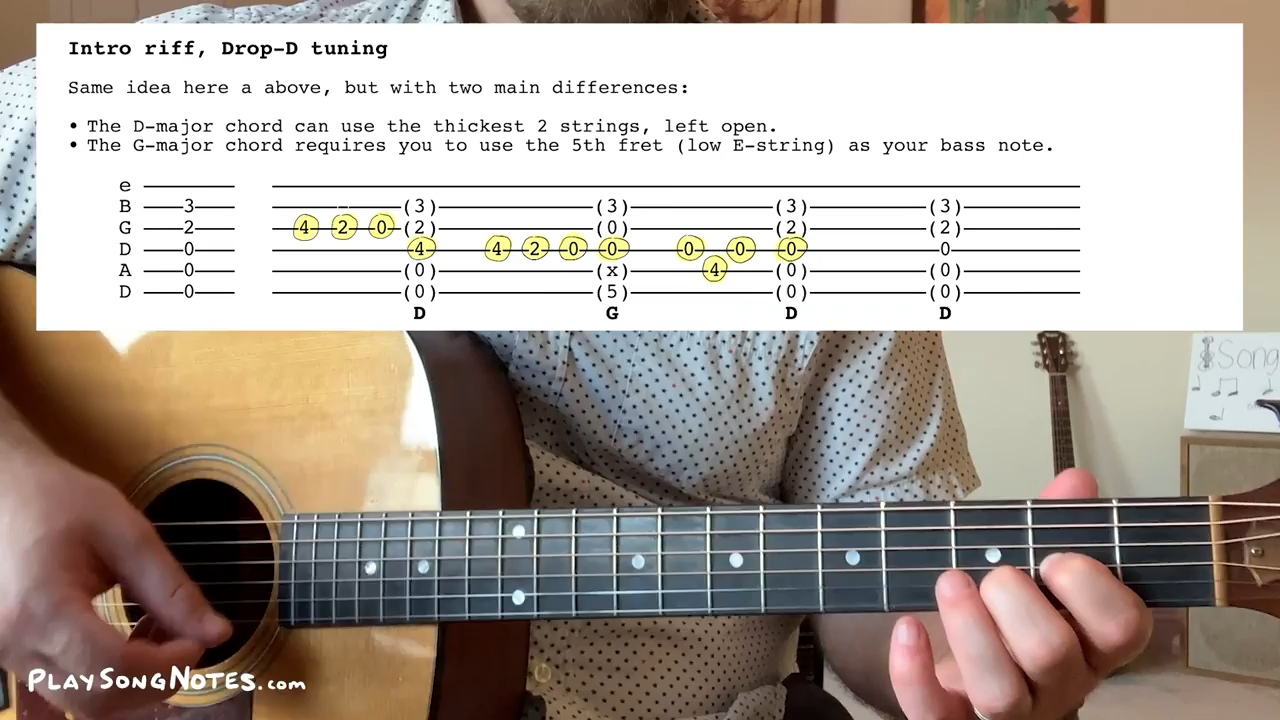 Intro riff, Drop-D tuning
Same idea here a above, but with two main differences:
• The D-major chord can use the thickest 2 strings, left open.
• The G-major chord requires you to use the 5th fret (low E-string) as your bass note.
e ———————— ————————————————————————————————
B ———3——— ———(3)———(3)———(3)———(3)———
G ———2——— —4—2—0—(2)———(0)———(2)———(2)———
D ———0——— ———4———4—2—0—0———0—0—0———0———
A ———0——— ———(0)———(x)———4———(0)———(0)———
D ———0——— ———(0)———(5)———(0)———(0)———
D G D D
Song
PLAYSONGNOTES.COM